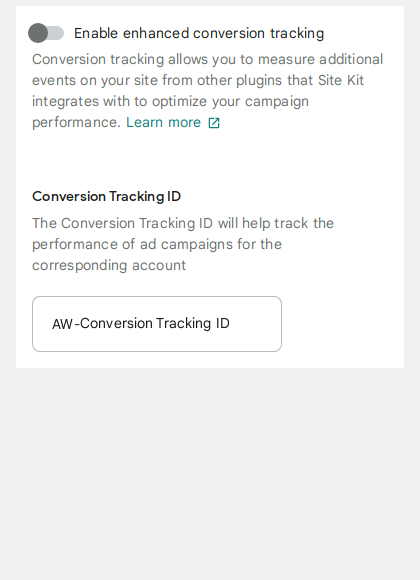 Enable enhanced conversion tracking
Conversion tracking allows you to measure additional
events on your site from other plugins that Site Kit
integrates with to optimize your campaign
performance. Learn more
Conversion Tracking ID
The Conversion Tracking ID will help track the
performance of ad campaigns for the
corresponding account
AW-Conversion Tracking ID